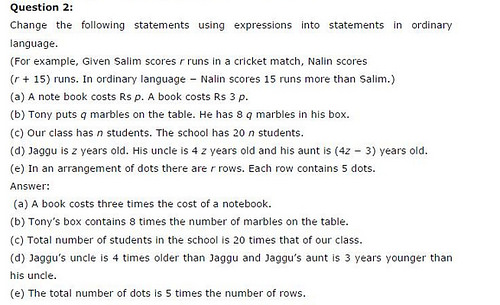 Question 2:
Change the following statements using expressions into statements in ordinary
language.
(For example, Given Salim scores r runs in a cricket match, Nalin scores
(r + 15) runs. In ordinary language − Nalin scores 15 runs more than Salim.)
(a) A note book costs Rs p. A book costs Rs 3 p.
(b) Tony puts q marbles on the table. He has 8 q marbles in his box.
(c) Our class has n students. The school has 20 n students.
(d) Jaggu is z years old. His uncle is 4 z years old and his aunt is (4z − 3) years old.
(e) In an arrangement of dots there are r rows. Each row contains 5 dots.
Answer:
(a) A book costs three times the cost of a notebook.
(b) Tony's box contains 8 times the number of marbles on the table.
(c) Total number of students in the school is 20 times that of our class.
(d) Jaggu's uncle is 4 times older than Jaggu and Jaggu's aunt is 3 years younger than
his uncle.
(e) The total number of dots is 5 times the number of rows.